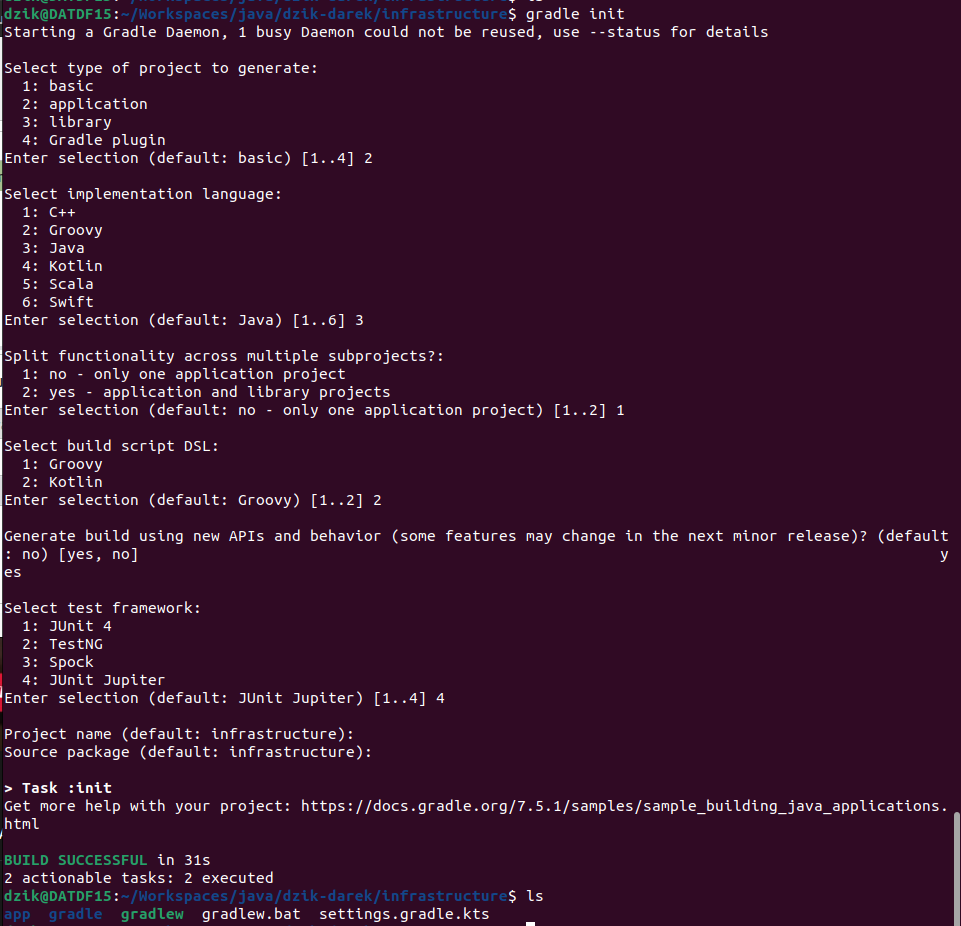 dzik@DATDF15:~/Workspaces/java/dzik-darek/infrastructure$ gradle init
Starting a Gradle Daemon, 1 busy Daemon could not be reused, use --status for details
Select type of project to generate:
1: basic
2: application
3: library
4: Gradle plugin
Enter selection (default: basic) [1..4] 2
Select implementation language:
1: C++
2: Groovy
3: Java
4: Kotlin
5: Scala
6: Swift
Enter selection (default: Java) [1..6] 3
Split functionality across multiple subprojects?:
1: no - only one application project
2: yes - application and library projects
Enter selection (default: no - only one application project) [1..2] 1
Select build script DSL:
1: Groovy
2: Kotlin
Enter selection (default: Groovy) [1..2] 2
Generate build using new APIs and behavior (some features may change in the next minor release)? (default
: no) [yes, no] y
es
Select test framework:
1: JUnit 4
2: TestNG
3: Spock
4: JUnit Jupiter
Enter selection (default: JUnit Jupiter) [1..4] 4
Project name (default: infrastructure):
Source package (default: infrastructure):
> Task :init
Get more help with your project: https://docs.gradle.org/7.5.1/samples/sample_building_java_applications.
html
BUILD SUCCESSFUL in 31s
2 actionable tasks: 2 executed
dzik@DATDF15:~/Workspaces/java/dzik-darek/infrastructure$ ls
app gradle gradlew gradlew.bat settings.gradle.kts